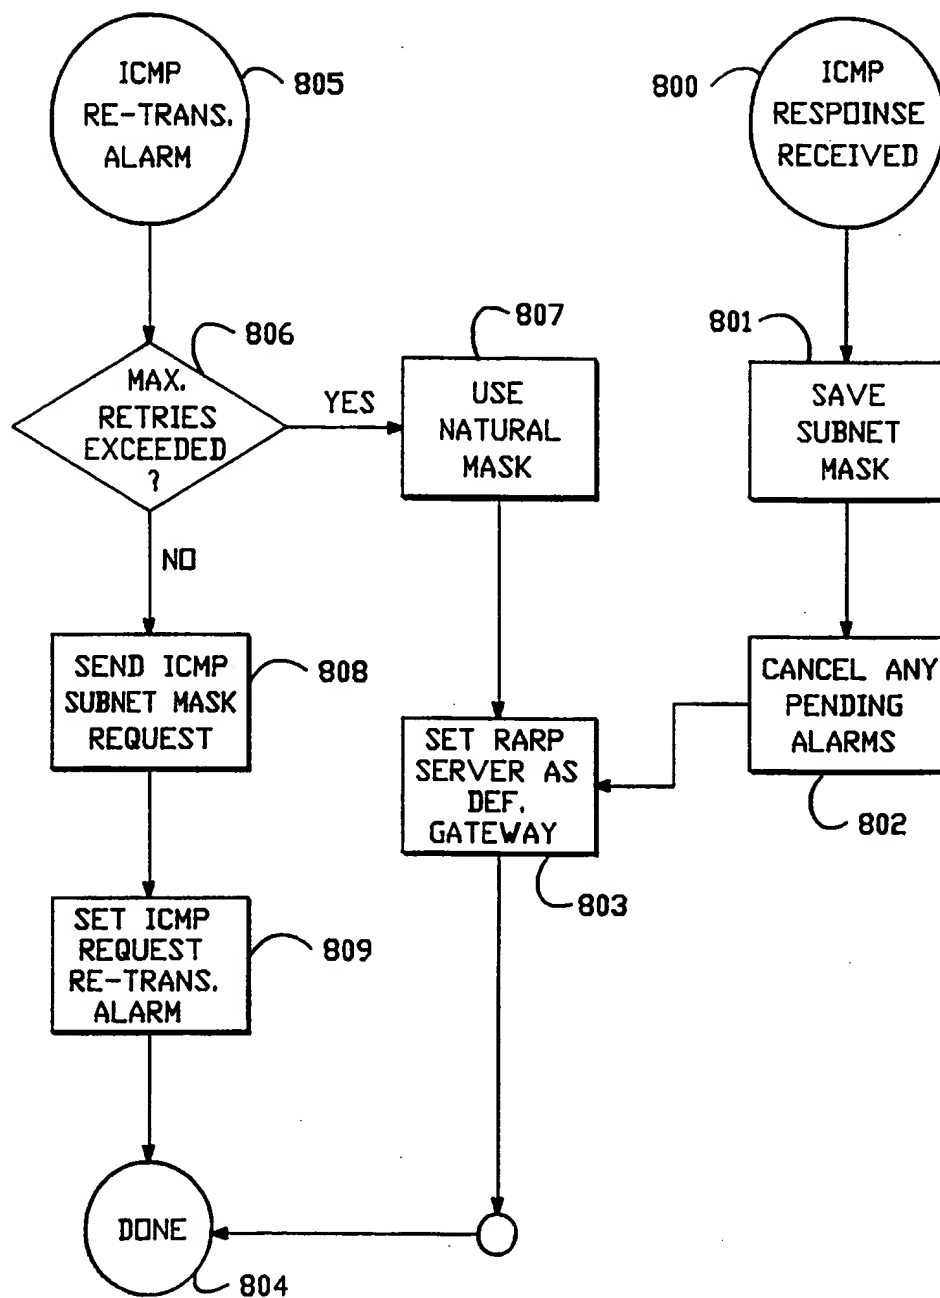 ICMP
RE-TRANS.
ALARM
805
800
ICMP
RESPOINSE
RECEIVED
806
MAX.
RETRIES
EXCEEDED
?
YES
NO
807
USE
NATURAL
MASK
801
SAVE
SUBNET
MASK
SEND ICMP
SUBNET MASK
REQUEST
808
SET RARP
SERVER AS
DEF.
GATEWAY
803
CANCEL ANY
PENDING
ALARMS
802
SET ICMP
REQUEST
RE-TRANS.
ALARM
809
DONE
804